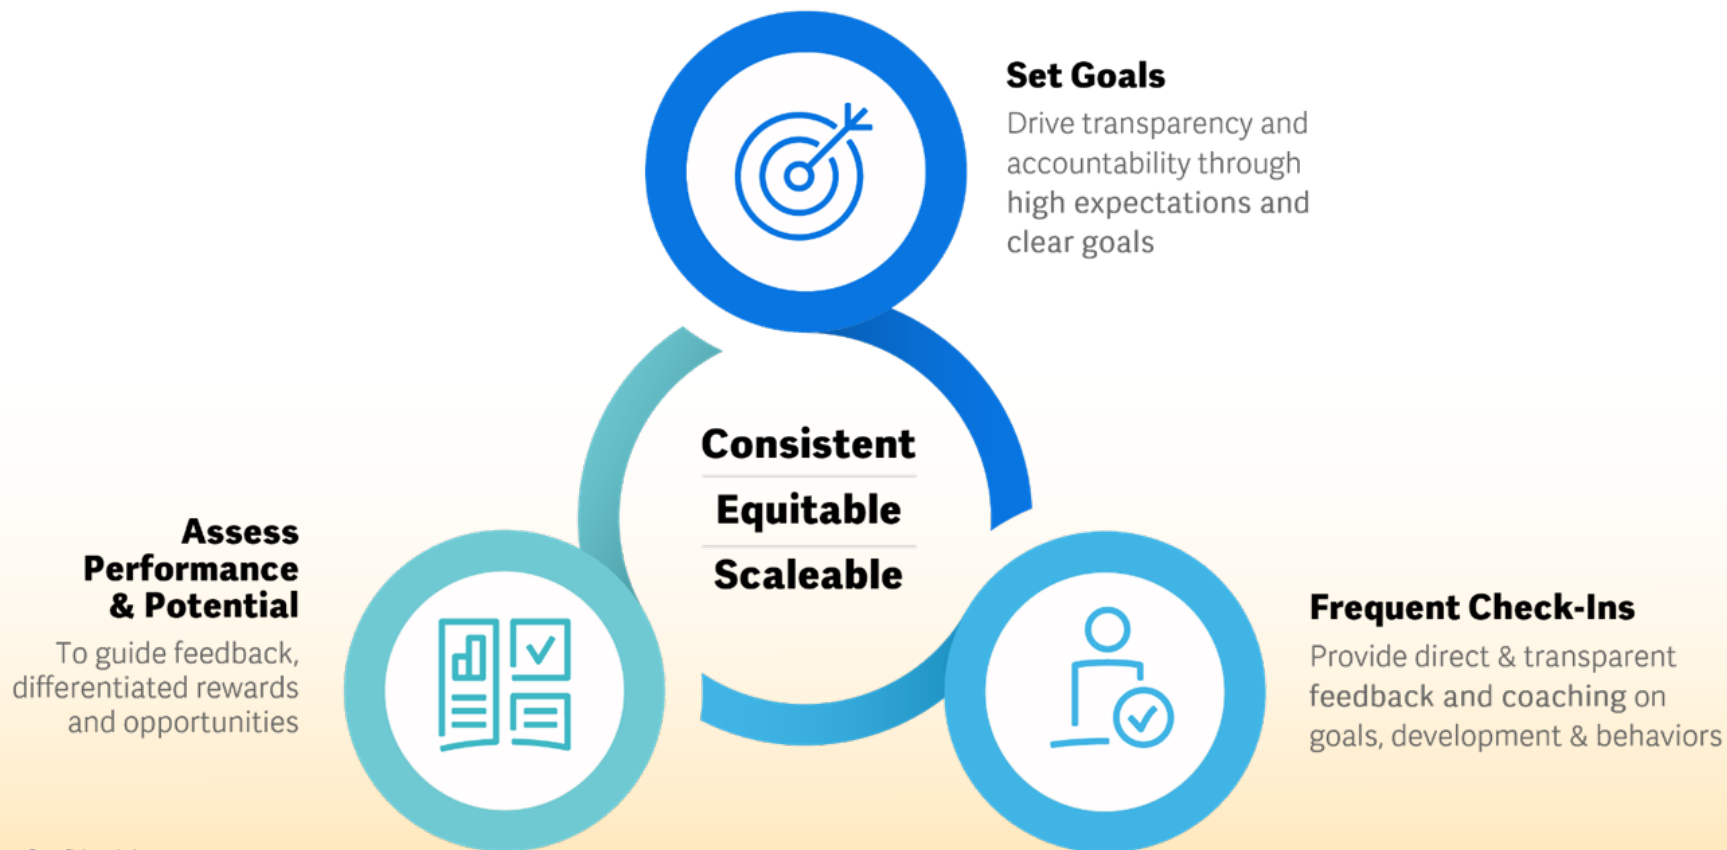 Set Goals
Drive transparency and
accountability through
high expectations and
clear goals
Consistent
Equitable
Scaleable
Assess
Performance
& Potential
To guide feedback,
differentiated rewards
and opportunities
Frequent Check-Ins
Provide direct & transparent
feedback and coaching on
goals, development & behaviors